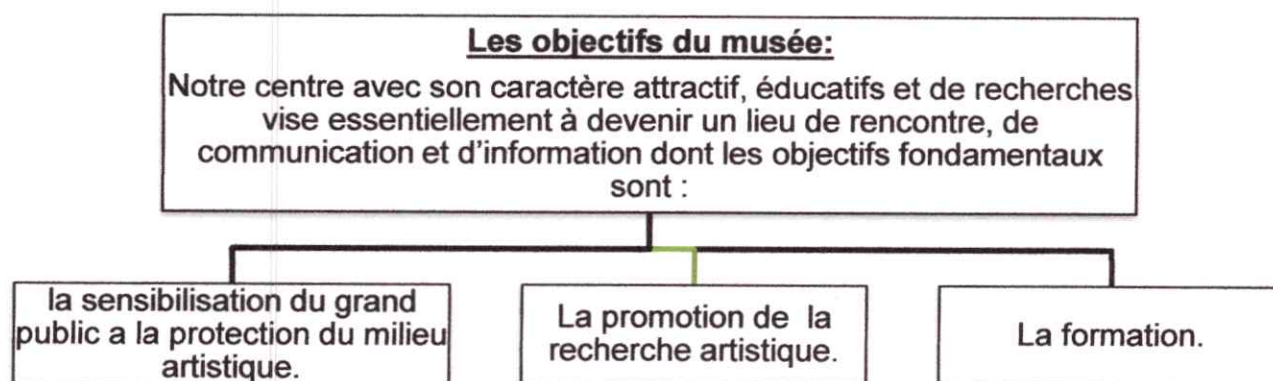 Les objectifs du musée:
Notre centre avec son caractère attractif, éducatifs et de recherches
vise essentiellement à devenir un lieu de rencontre, de
communication et d'information dont les objectifs fondamentaux
sont :
la sensibilisation du grand
public a la protection du milieu
artistique.
La promotion de la
recherche artistique.
La formation.